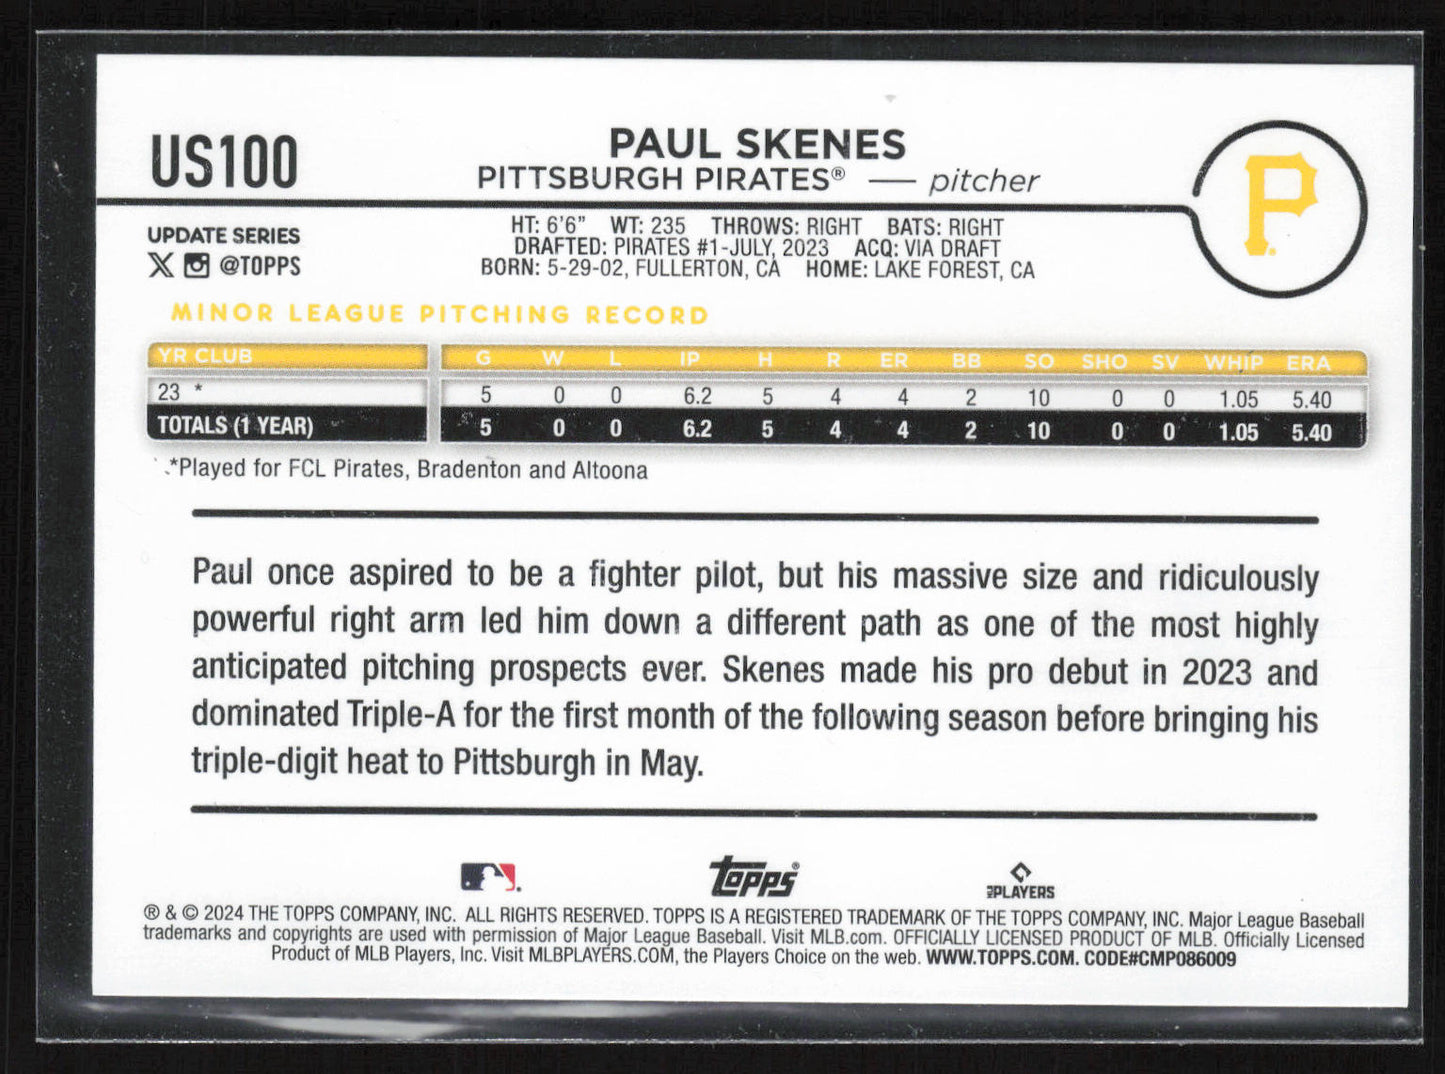 US100
PAUL SKENES
PITTSBURGH PIRATES® — pitcher
P
UPDATE SERIES
@TOPPS
HT: 6'6" WT: 235 THROWS: RIGHT BATS: RIGHT
DRAFTED: PIRATES #1-JULY, 2023 ACQ: VIA DRAFT
BORN: 5-29-02, FULLERTON, CA HOME: LAKE FOREST, CA
MINOR LEAGUE PITCHING RECORD
YR CLUB G W L IP H R ER BB SO SHO SV WHIP ERA
23 * 5 0 0 6.2 5 4 4 2 10 0 0 1.05 5.40
TOTALS (1 YEAR) 5 0 0 6.2 5 4 4 2 10 0 0 1.05 5.40
*Played for FCL Pirates, Bradenton and Altoona
Paul once aspired to be a fighter pilot, but his massive size and ridiculously
powerful right arm led him down a different path as one of the most highly
anticipated pitching prospects ever. Skenes made his pro debut in 2023 and
dominated Triple-A for the first month of the following season before bringing his
triple-digit heat to Pittsburgh in May.
Topps®
PLAYERS
® & © 2024 THE TOPPS COMPANY, INC. ALL RIGHTS RESERVED. TOPPS IS A REGISTERED TRADEMARK OF THE TOPPS COMPANY, INC. Major League Baseball
trademarks and copyrights are used with permission of Major League Baseball. Visit MLB.com. OFFICIALLY LICENSED PRODUCT OF MLB. Officially Licensed
Product of MLB Players, Inc. Visit MLBPLAYERS.COM, the Players Choice on the web. WWW.TOPPS.COM. CODE#CMP086009